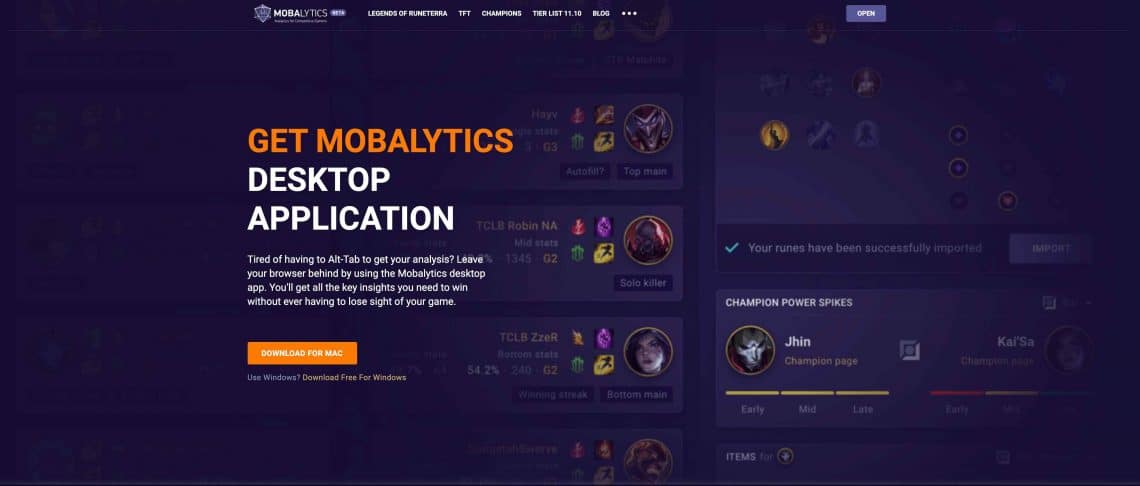 MOBALYTICS BETA
Analytics for Competitive Gamers
LEGENDS OF RUNETERRA
TFT
CHAMPIONS
TIER LIST 11.10
BLOG
OPEN
GET MOBALYTICS
DESKTOP
APPLICATION
Tired of having to Alt-Tab to get your analysis? Leave
your browser behind by using the Mobalytics desktop
app. You'll get all the key insights you need to win
without ever having to lose sight of your game.
DOWNLOAD FOR MAC
Use Windows? Download Free For Windows
Hayv
stats
3 · G3
Autofill?
Top main
TCLB Robin NA
Mid stats
1345 · G2
Solo killer
TCLB ZzeR
Bottom stats
54.2% · 240 · G2
Winning streak
Bottom main
Your runes have been successfully imported
IMPORT
CHAMPION POWER SPIKES
Jhin
Champion page
Kai'Sa
Champion page
Early
Mid
Late
Early
Mid
ITEMS for